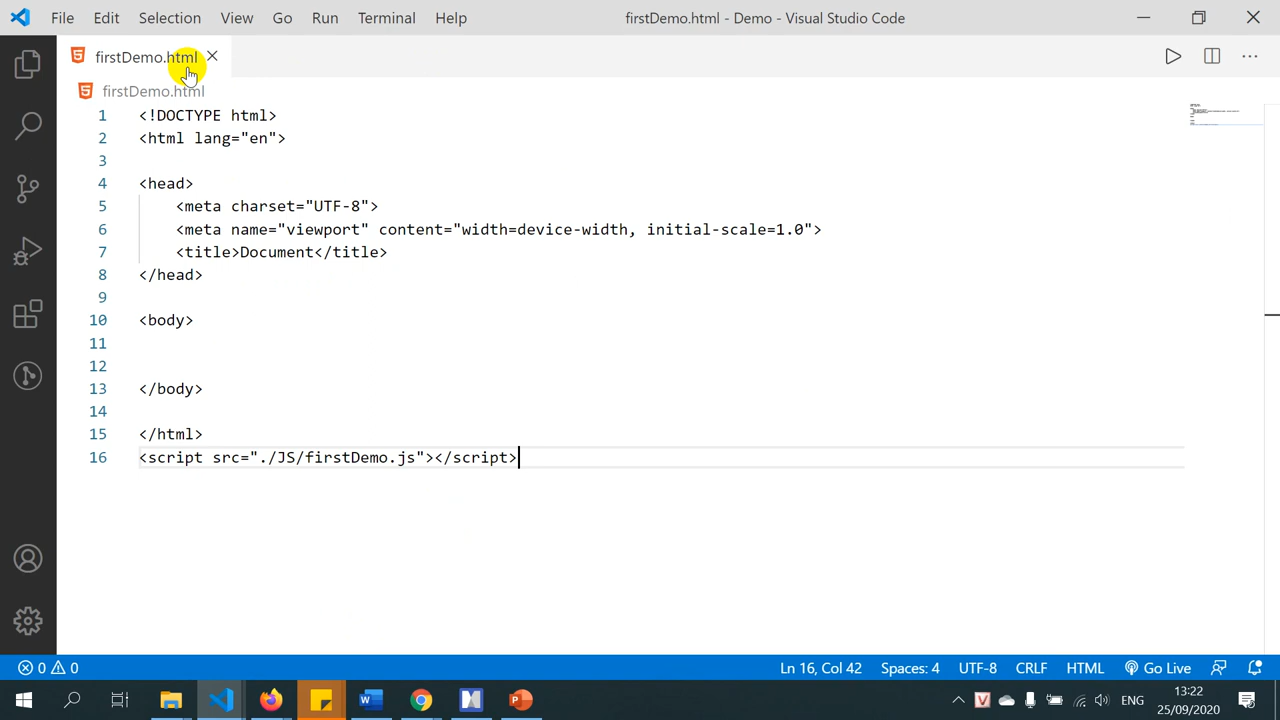 File Edit Selection View Go Run Terminal Help firstDemo.html - Demo - Visual Studio Code
firstDemo.html
firstDemo.html
1 <!DOCTYPE html>
2 <html lang="en">
3
4 <head>
5 <meta charset="UTF-8">
6 <meta name="viewport" content="width=device-width, initial-scale=1.0">
7 <title>Document</title>
8 </head>
9
10 <body>
11
12
13 </body>
14
15 </html>
16 <script src="./JS/firstDemo.js"></script>
0 0 Ln 16, Col 42 Spaces: 4 UTF-8 CRLF HTML Go Live
ENG
13:22
25/09/2020